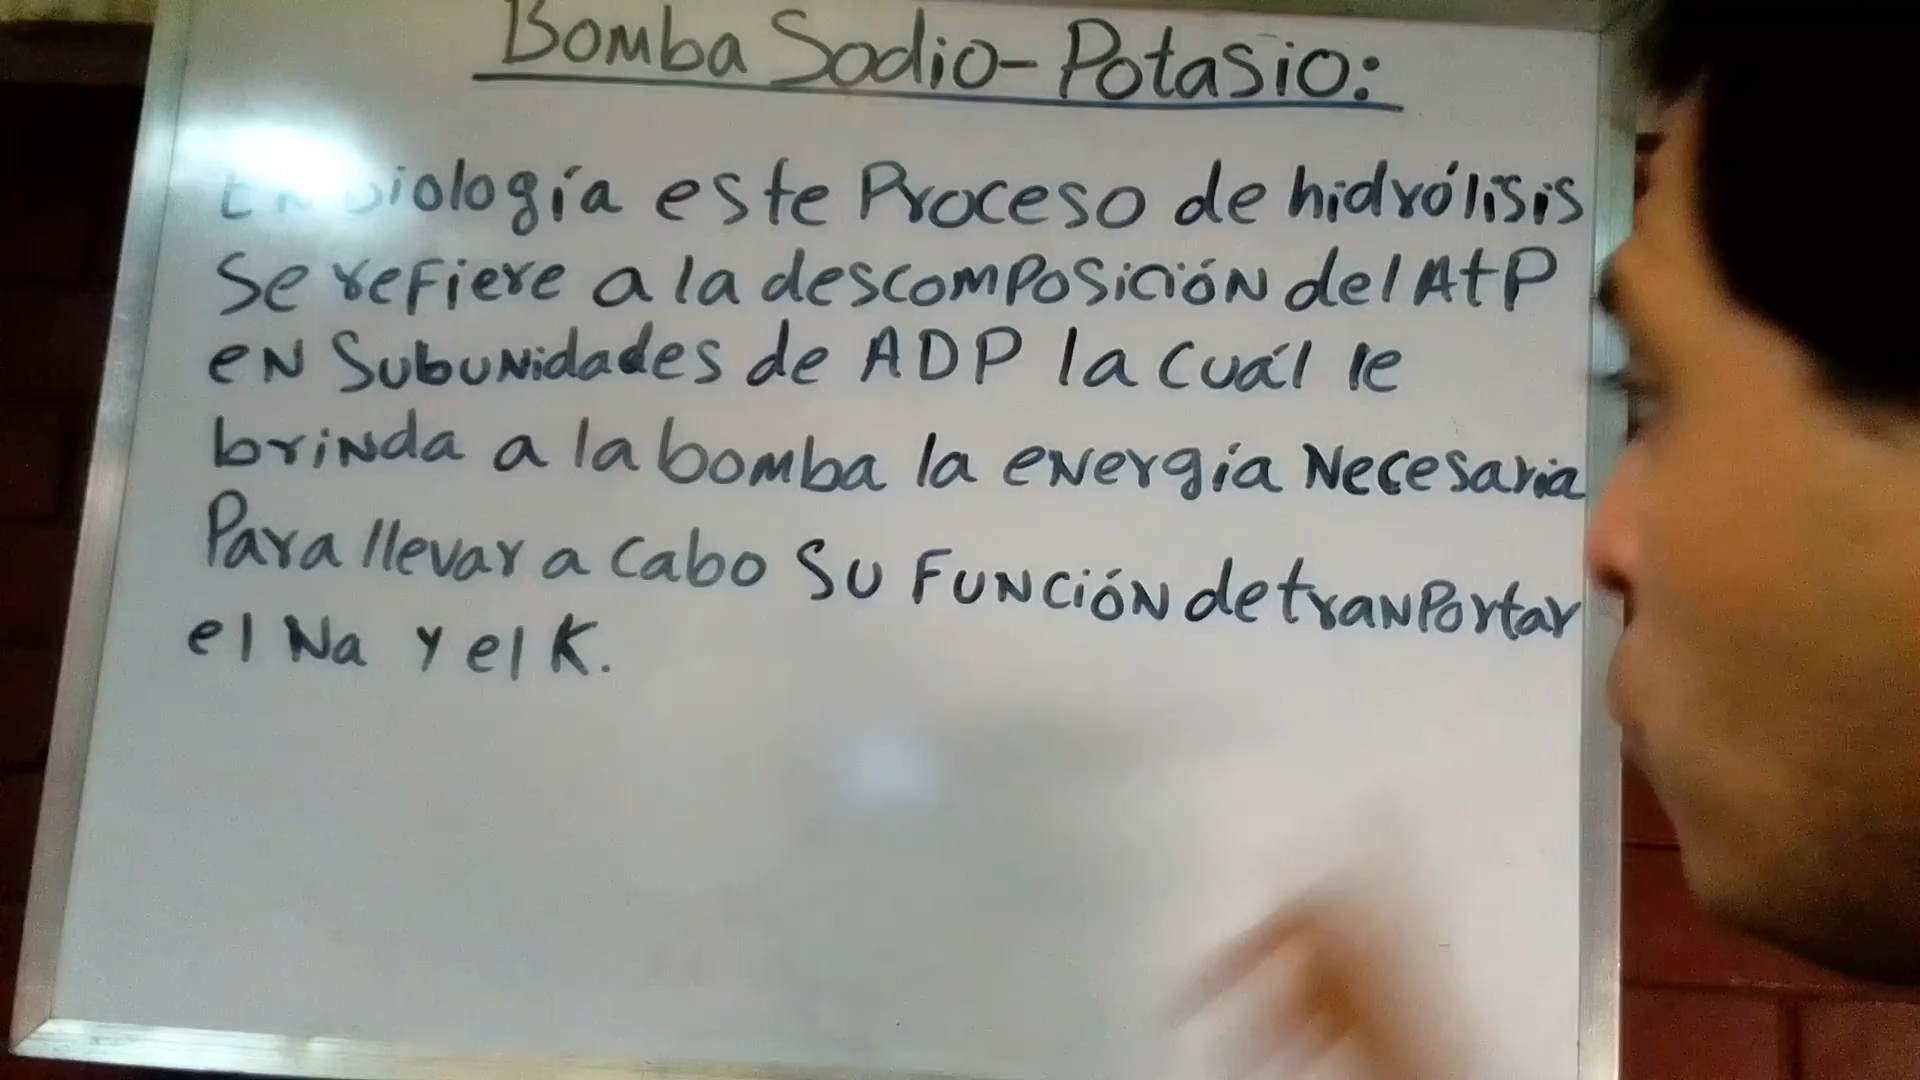 Bomba Sodio-Potasio:
En biología este Proceso de hidrólisis
se refiere a la descomposición del AtP
en subunidades de ADP la cuál le
brinda a la bomba la energía necesaria
Para llevar a cabo su función de tranportar
el Na y el K.